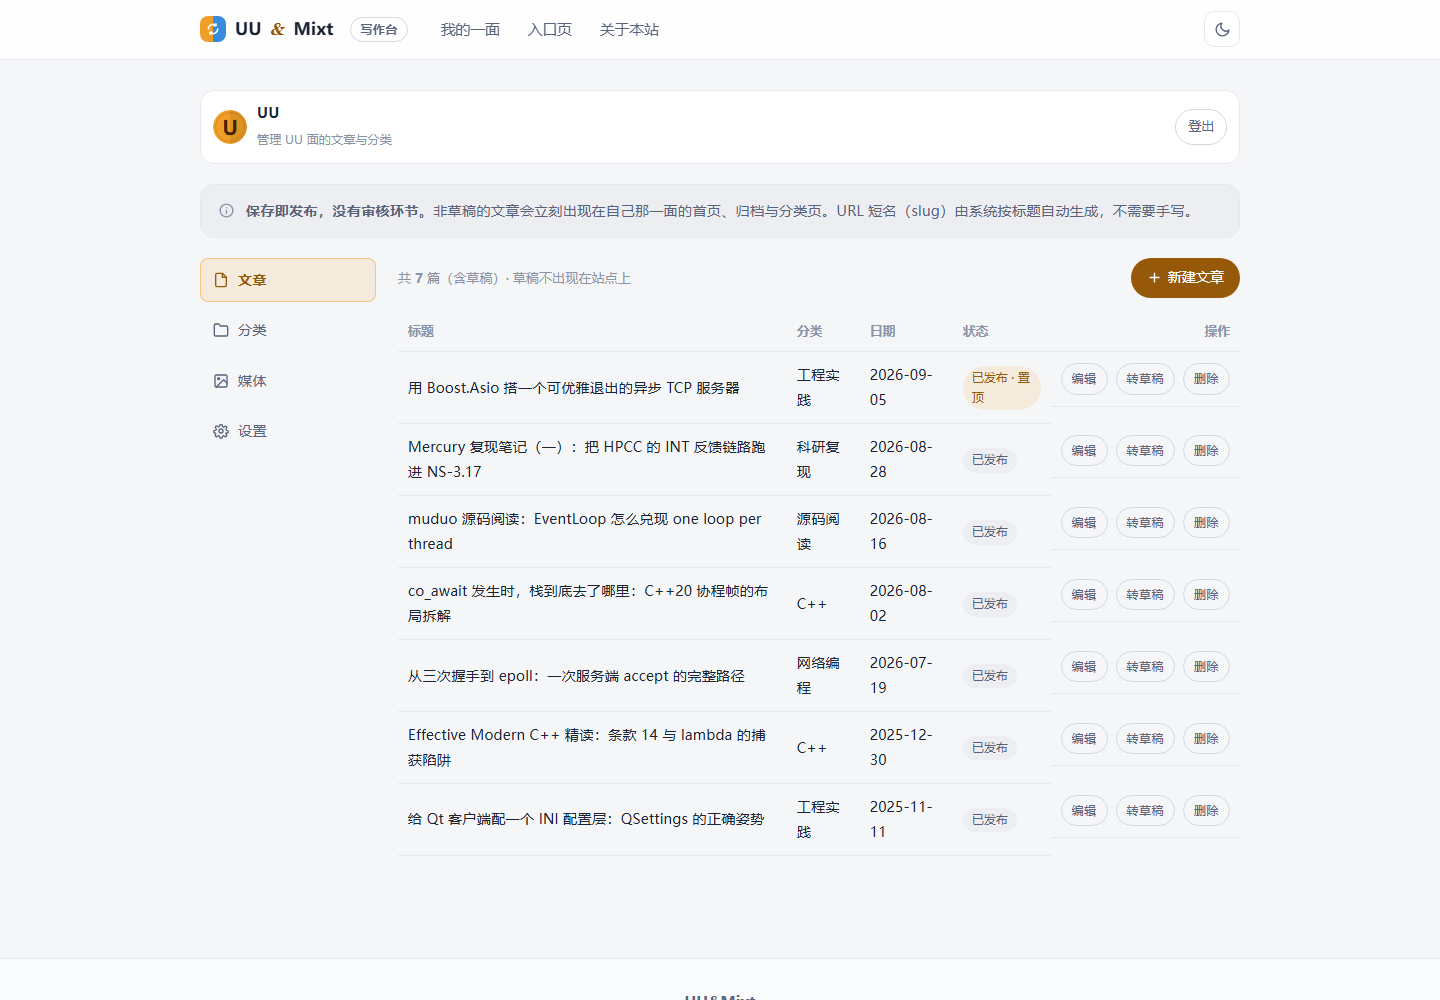 UU & Mixt 写作台 我的一面 入口页 关于本站
U
UU
管理 UU 面的文章与分类
登出
保存即发布，没有审核环节。非草稿的文章会立刻出现在自己那一面的首页、归档与分类页。URL 短名（slug）由系统按标题自动生成，不需要手写。
文章
分类
媒体
设置
共 7 篇（含草稿）· 草稿不出现在站点上
+ 新建文章
标题 分类 日期 状态 操作
用 Boost.Asio 搭一个可优雅退出的异步 TCP 服务器
工程实
践
2026-09-
05
已发布 · 置
顶
编辑 转草稿 删除
Mercury 复现笔记（一）：把 HPCC 的 INT 反馈链路跑
进 NS-3.17
科研复
现
2026-08-
28
已发布
编辑 转草稿 删除
muduo 源码阅读：EventLoop 怎么兑现 one loop per
thread
源码阅
读
2026-08-
16
已发布
编辑 转草稿 删除
co_await 发生时，栈到底去了哪里：C++20 协程帧的布
局拆解
C++
2026-08-
02
已发布
编辑 转草稿 删除
从三次握手到 epoll：一次服务端 accept 的完整路径
网络编
程
2026-07-
19
已发布
编辑 转草稿 删除
Effective Modern C++ 精读：条款 14 与 lambda 的捕
获陷阱
C++
2025-12-
30
已发布
编辑 转草稿 删除
给 Qt 客户端配一个 INI 配置层：QSettings 的正确姿势
工程实
践
2025-11-
11
已发布
编辑 转草稿 删除
UU&Mixt